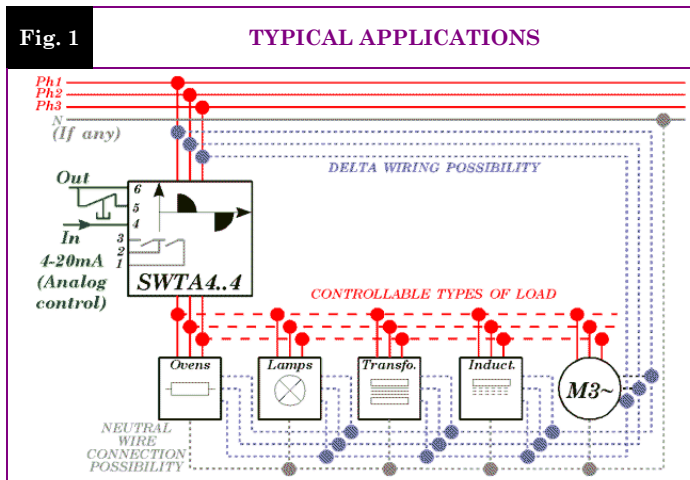 Fig. 1
TYPICAL APPLICATIONS
Ph1
Ph2
Ph3
N
(If any)
DELTA WIRING POSSIBILITY
Out
6
5
4
In
3
2
1
4-20mA
(Analog
control)
SWTA4..4
CONTROLLABLE TYPES OF LOAD
Ovens
Lamps
Transfo.
Induct.
M3~
NEUTRAL
WIRE
CONNECTION
POSSIBILITY